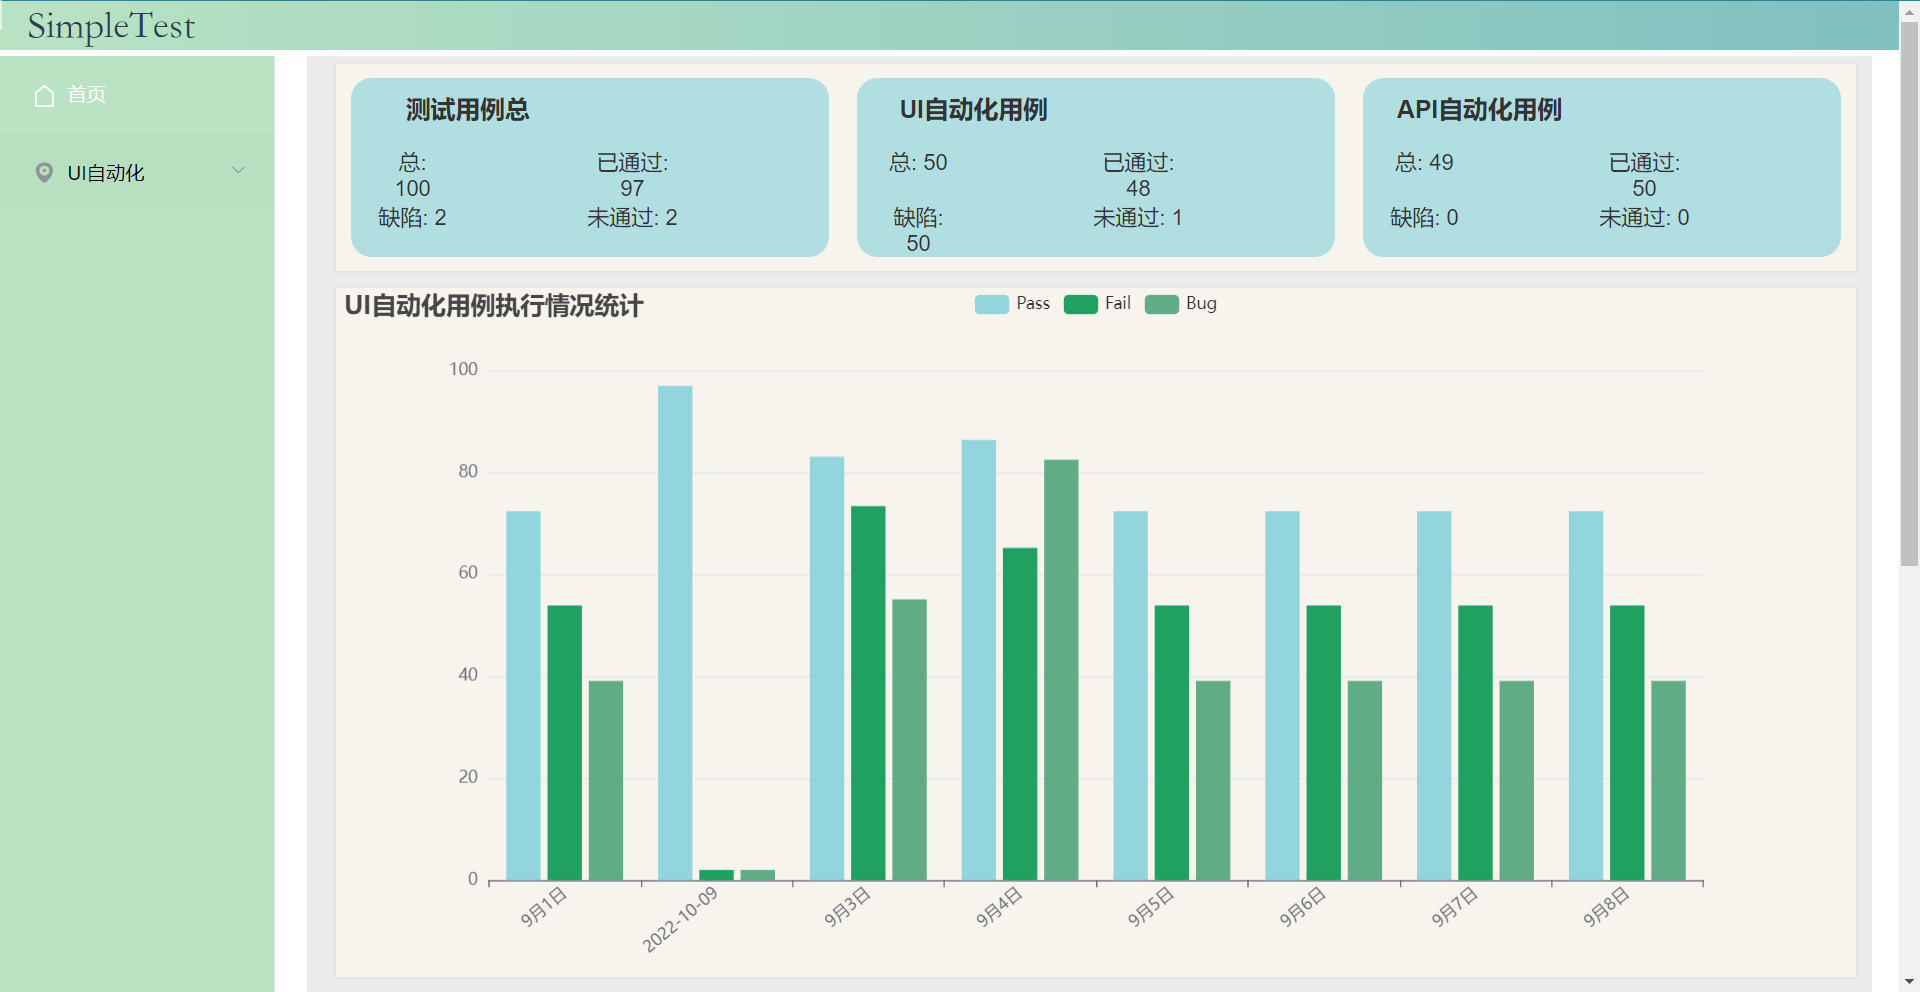 SimpleTest
首页
UI自动化
测试用例总
总:
100
已通过:
97
缺陷: 2
未通过: 2
UI自动化用例
总: 50
已通过:
48
缺陷:
50
未通过: 1
API自动化用例
总: 49
已通过:
50
缺陷: 0
未通过: 0
UI自动化用例执行情况统计
Pass Fail Bug
100
80
60
40
20
0
9月1日
2022-10-09
9月3日
9月4日
9月5日
9月6日
9月7日
9月8日